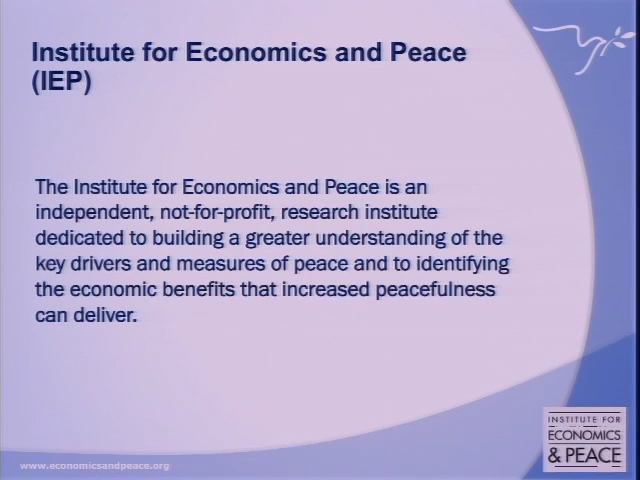 Institute for Economics and Peace
(IEP)
The Institute for Economics and Peace is an
independent, not-for-profit, research institute
dedicated to building a greater understanding of the
key drivers and measures of peace and to identifying
the economic benefits that increased peacefulness
can deliver.
www.economicsandpeace.org
INSTITUTE FOR
ECONOMICS
& PEACE